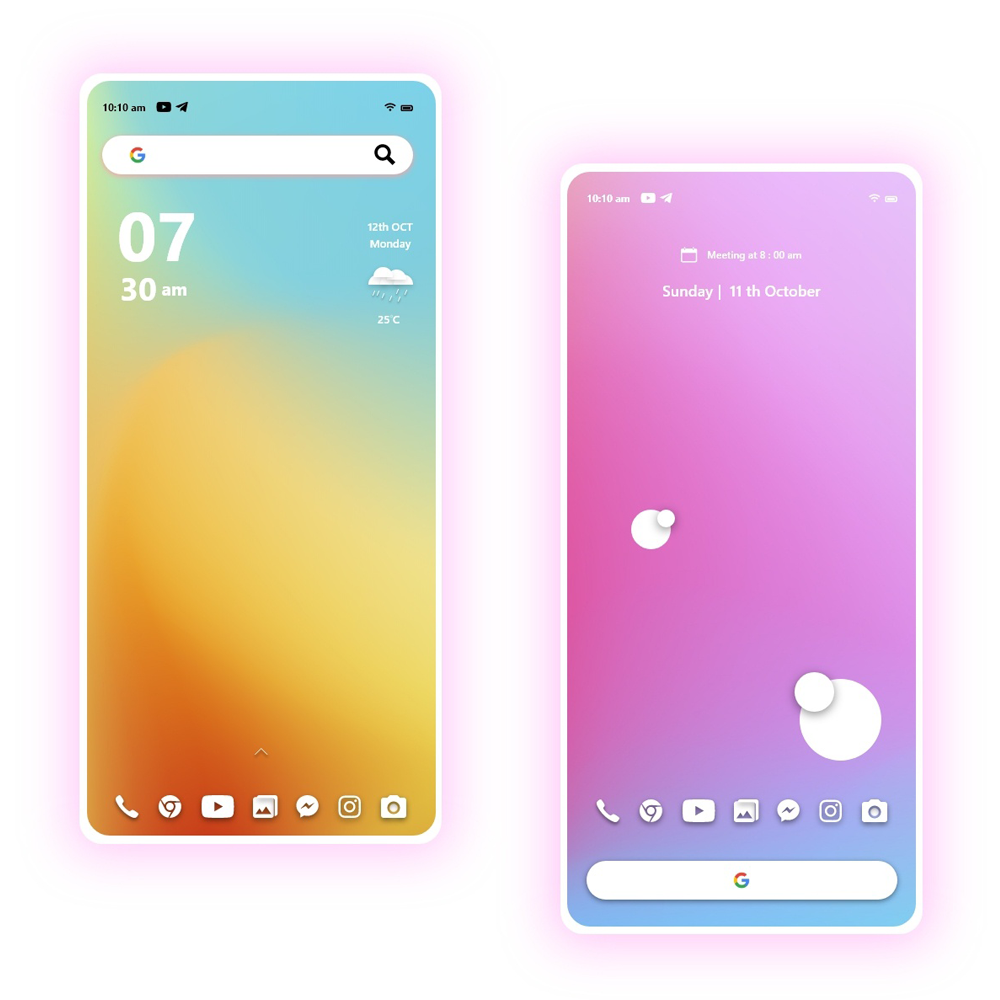 10:10 am
07
30 am
12th OCT
Monday
25°C
10:10 am
Meeting at 8 : 00 am
Sunday | 11 th October